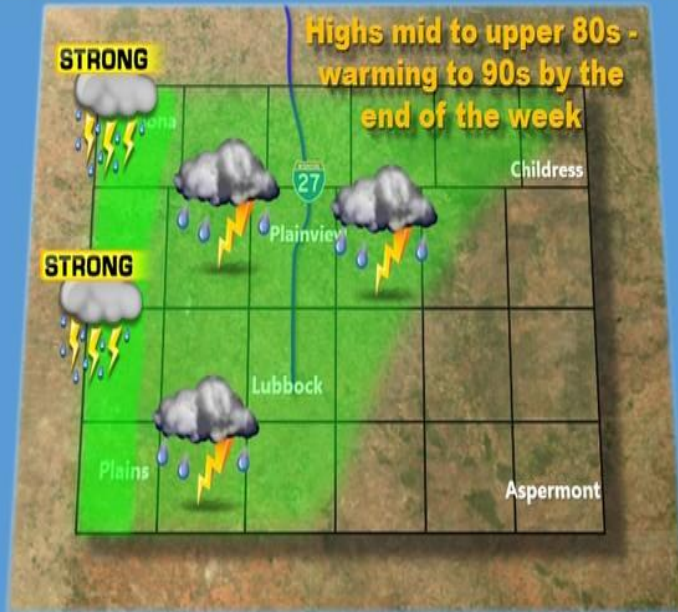 Highs mid to upper 80s -
warming to 90s by the
end of the week
STRONG
Childress
27
Plainview
STRONG
Lubbock
Plains
Aspermont